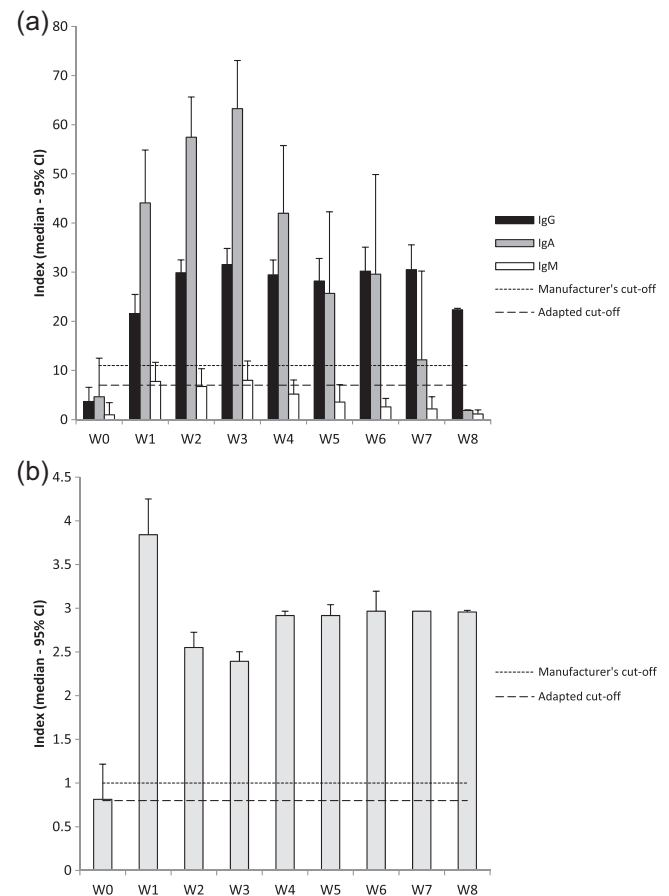 (a)
80
70
60
50
40
30
20
10
0
Index (median - 95% CI)
W0 W1 W2 W3 W4 W5 W6 W7 W8
IgG
IgA
IgM
Manufacturer's cut-off
Adapted cut-off
(b)
4.5
4
3.5
3
2.5
2
1.5
1
0.5
0
Index (median - 95% CI)
W0 W1 W2 W3 W4 W5 W6 W7 W8
Manufacturer's cut-off
Adapted cut-off